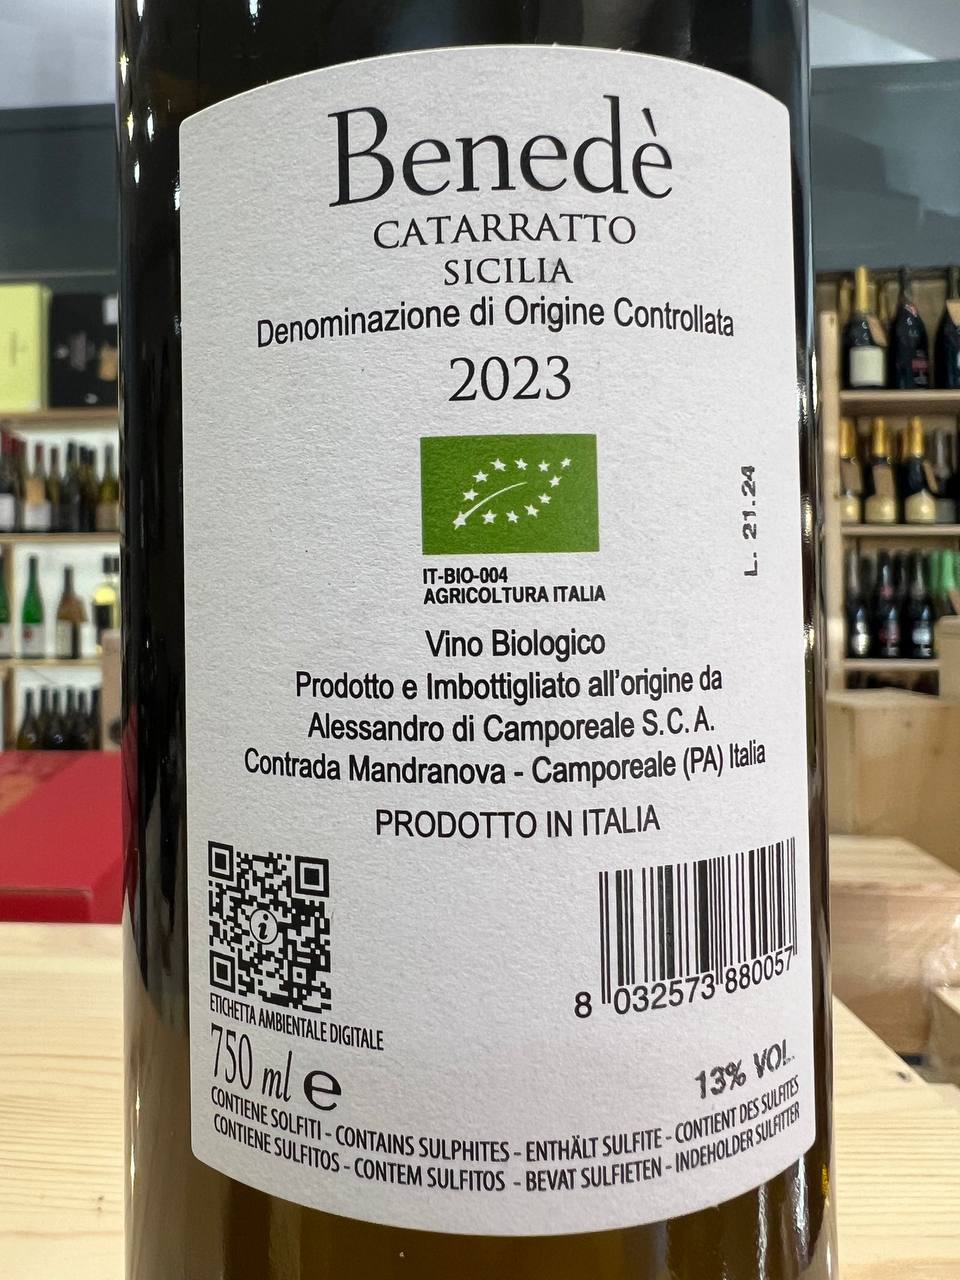 Benedè
CATARRATTO
SICILIA
Denominazione di Origine Controllata
2023
L. 21.24
IT-BIO-004
AGRICOLTURA ITALIA
Vino Biologico
Prodotto e Imbottigliato all'origine da
Alessandro di Camporeale S.C.A.
Contrada Mandranova - Camporeale (PA) Italia
PRODOTTO IN ITALIA
i
8 032573 880057
ETICHETTA AMBIENTALE DIGITALE
750 ml e
13% VOL.
CONTIENE SOLFITI - CONTAINS SULPHITES - ENTHÄLT SULFITE - CONTIENT DES SULFITES
CONTIENE SULFITOS - CONTEM SULFITOS - BEVAT SULFIETEN - INDEHOLDER SULFITTER